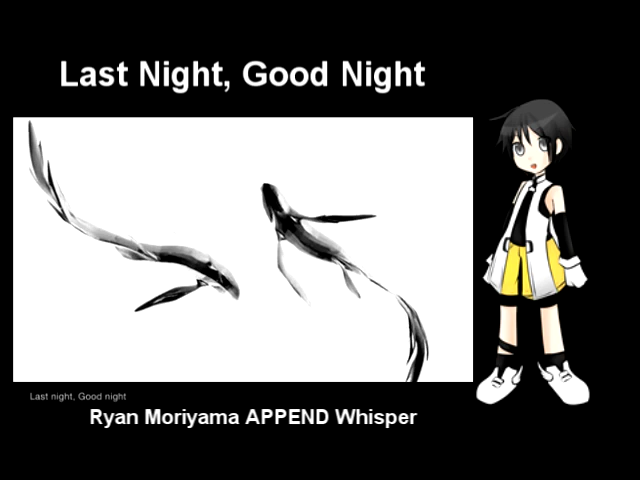 Last Night, Good Night
Last night, Good night
Ryan Moriyama APPEND Whisper